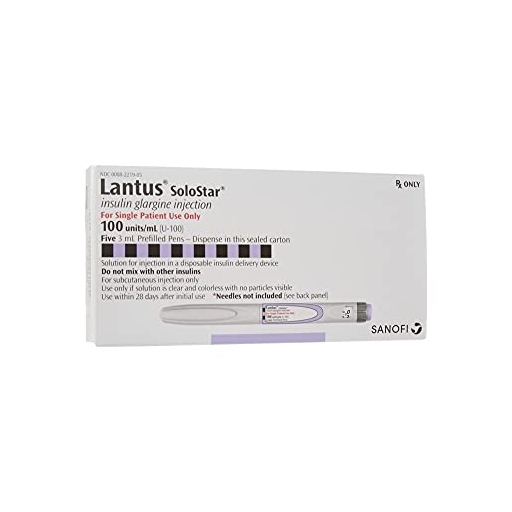 NDC 0088-2219-05
Lantus® SoloStar®
insulin glargine injection
For Single Patient Use Only
100 units/mL (U-100)
Five 3 mL Prefilled Pens – Dispense in this sealed carton
Solution for injection in a disposable insulin delivery device
Do not mix with other insulins
For subcutaneous injection only
Use only if solution is clear and colorless with no particles visible
Use within 28 days after initial use *Needles not included (see back panel)
Rx ONLY
Lantus
SANOFI